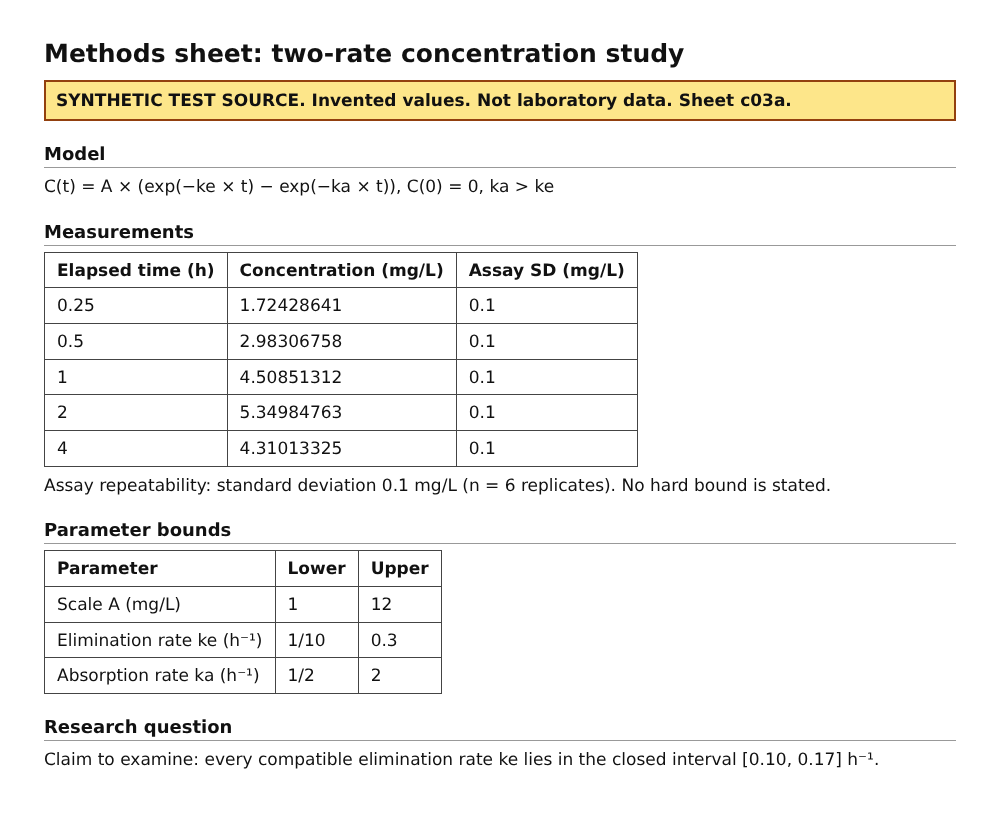 Methods sheet: two-rate concentration study
SYNTHETIC TEST SOURCE. Invented values. Not laboratory data. Sheet c03a.
Model
C(t) = A × (exp(−ke × t) − exp(−ka × t)), C(0) = 0, ka > ke
Measurements
Elapsed time (h) Concentration (mg/L) Assay SD (mg/L)
0.25 1.72428641 0.1
0.5 2.98306758 0.1
1 4.50851312 0.1
2 5.34984763 0.1
4 4.31013325 0.1
Assay repeatability: standard deviation 0.1 mg/L (n = 6 replicates). No hard bound is stated.
Parameter bounds
Parameter Lower Upper
Scale A (mg/L) 1 12
Elimination rate ke (h⁻¹) 1/10 0.3
Absorption rate ka (h⁻¹) 1/2 2
Research question
Claim to examine: every compatible elimination rate ke lies in the closed interval [0.10, 0.17] h⁻¹.